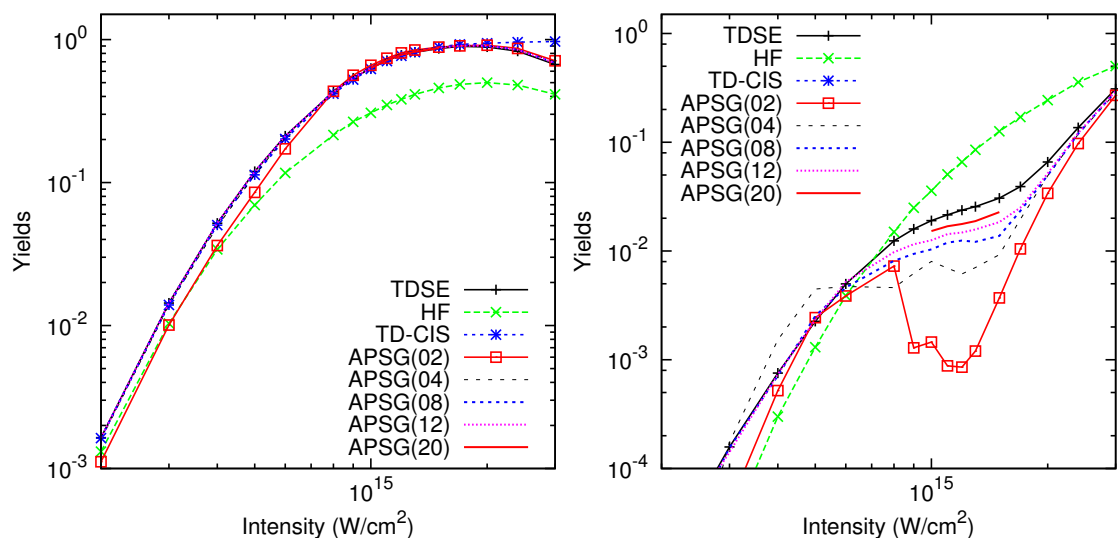 10^0
10^-1
10^-2
10^-3
Yields
TDSE
HF
TD-CIS
APSG(02)
APSG(04)
APSG(08)
APSG(12)
APSG(20)
10^15
Intensity (W/cm^2)
10^0
10^-1
10^-2
10^-3
10^-4
Yields
TDSE
HF
TD-CIS
APSG(02)
APSG(04)
APSG(08)
APSG(12)
APSG(20)
10^15
Intensity (W/cm^2)